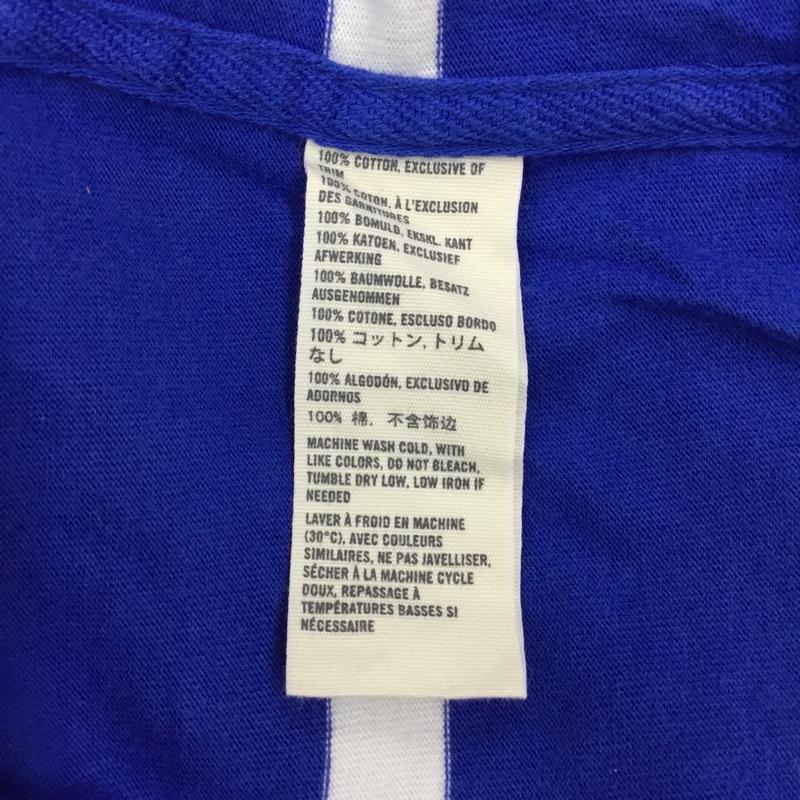 100% COTTON, EXCLUSIVE OF
TRIM
100% COTON, À L'EXCLUSION
DES GARNITURES
100% BOMULD, EKSKL. KANT
100% KATOEN, EXCLUSIEF
AFWERKING
100% BAUMWOLLE, BESATZ
AUSGENOMMEN
100% COTONE, ESCLUSO BORDO
100% コットン, トリム
なし
100% ALGODÓN, EXCLUSIVO DE
ADORNOS
100% 棉, 不含饰边
MACHINE WASH COLD, WITH
LIKE COLORS, DO NOT BLEACH,
TUMBLE DRY LOW, LOW IRON IF
NEEDED
LAVER À FROID EN MACHINE
(30°C), AVEC COULEURS
SIMILAIRES, NE PAS JAVELLISER,
SÉCHER À LA MACHINE CYCLE
DOUX, REPASSAGE À
TEMPÉRATURES BASSES SI
NÉCESSAIRE